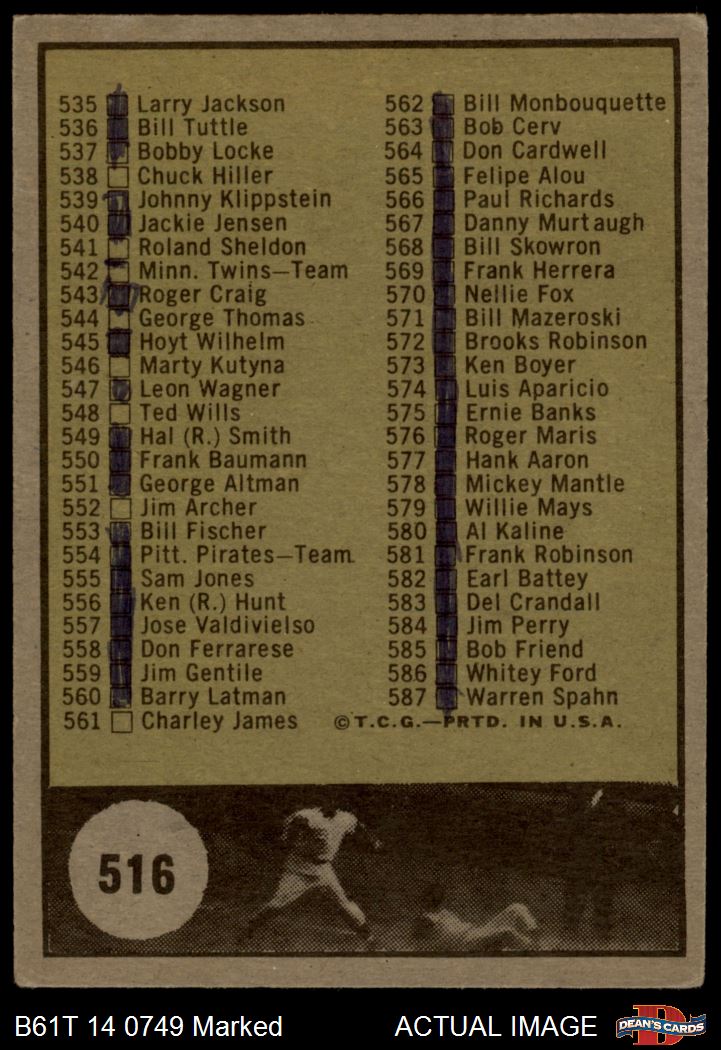 535 Larry Jackson
536 Bill Tuttle
537 Bobby Locke
538 Chuck Hiller
539 Johnny Klippstein
540 Jackie Jensen
541 Roland Sheldon
542 Minn. Twins—Team
543 Roger Craig
544 George Thomas
545 Hoyt Wilhelm
546 Marty Kutyna
547 Leon Wagner
548 Ted Wills
549 Hal (R.) Smith
550 Frank Baumann
551 George Altman
552 Jim Archer
553 Bill Fischer
554 Pitt. Pirates—Team
555 Sam Jones
556 Ken (R.) Hunt
557 Jose Valdivielso
558 Don Ferrarese
559 Jim Gentile
560 Barry Latman
561 Charley James
562 Bill Monbouquette
563 Bob Cerv
564 Don Cardwell
565 Felipe Alou
566 Paul Richards
567 Danny Murtaugh
568 Bill Skowron
569 Frank Herrera
570 Nellie Fox
571 Bill Mazeroski
572 Brooks Robinson
573 Ken Boyer
574 Luis Aparicio
575 Ernie Banks
576 Roger Maris
577 Hank Aaron
578 Mickey Mantle
579 Willie Mays
580 Al Kaline
581 Frank Robinson
582 Earl Battey
583 Del Crandall
584 Jim Perry
585 Bob Friend
586 Whitey Ford
587 Warren Spahn
©T.C.G.—PRTD. IN U.S.A.
516
B61T 14 0749 Marked
ACTUAL IMAGE
DEAN'S CARDS